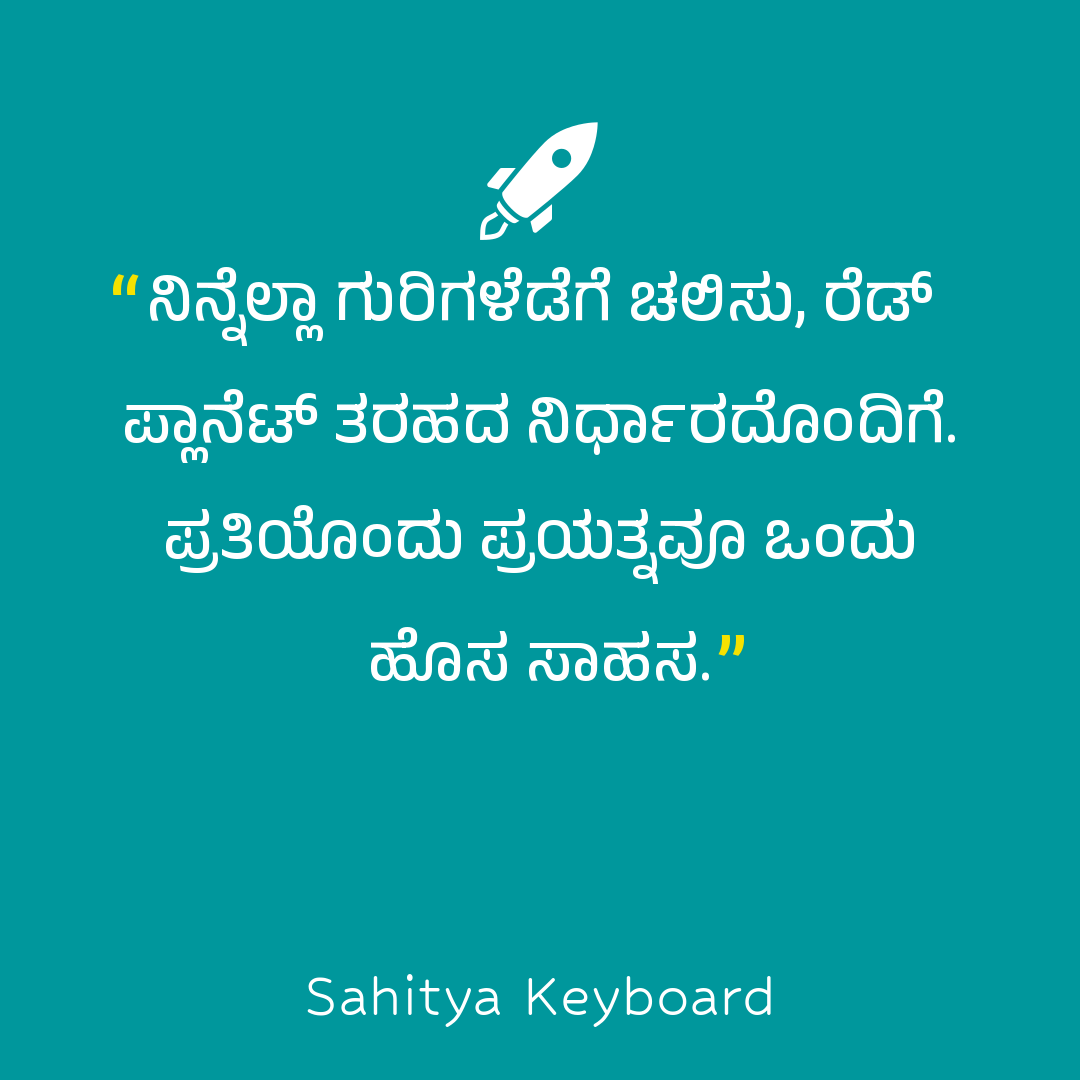 “ನಿನ್ನೆಲ್ಲಾ ಗುರಿಗಳೆಡೆಗೆ ಚಲಿಸು, ರೆಡ್
ಪ್ಲಾನೆಟ್ ತರಹದ ನಿರ್ಧಾರದೊಂದಿಗೆ.
ಪ್ರತಿಯೊಂದು ಪ್ರಯತ್ನವೂ ಒಂದು
ಹೊಸ ಸಾಹಸ.”
Sahitya Keyboard